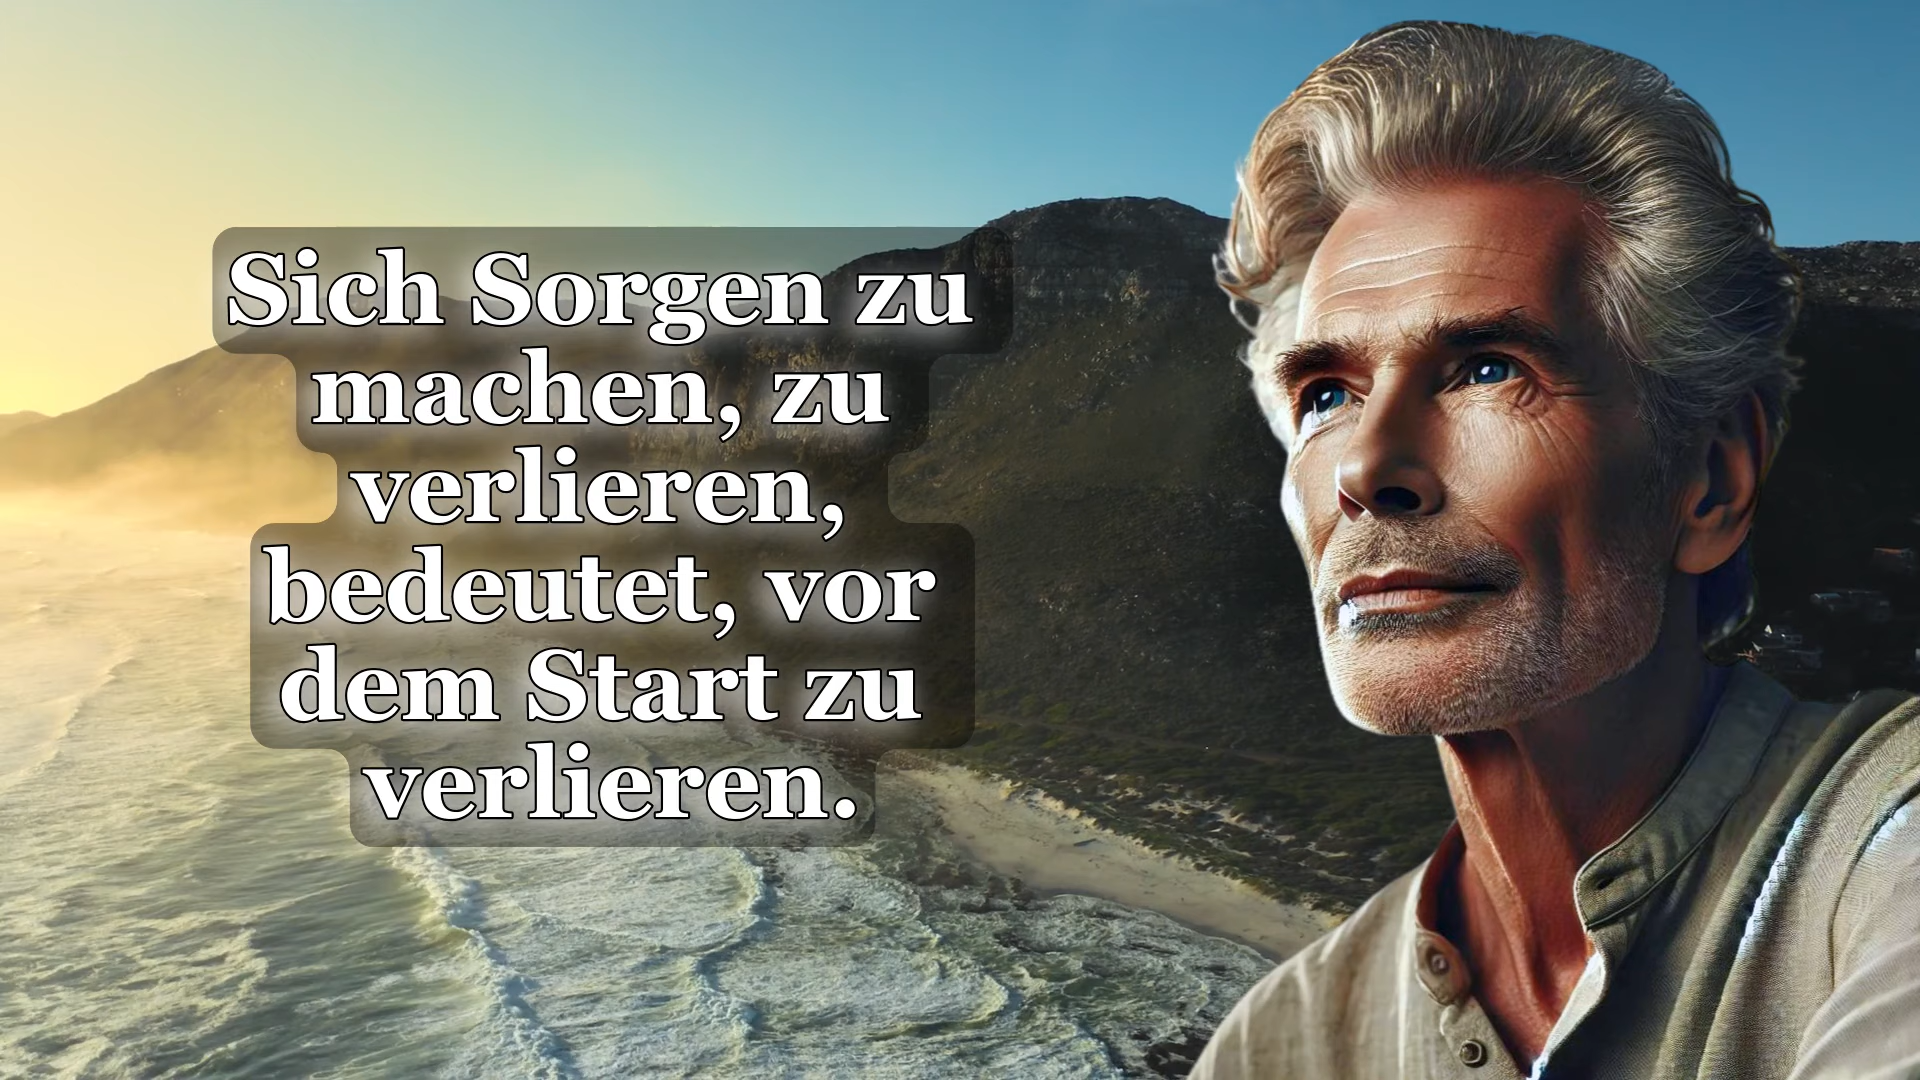 Sich Sorgen zu
machen, zu
verlieren,
bedeutet, vor
dem Start zu
verlieren.